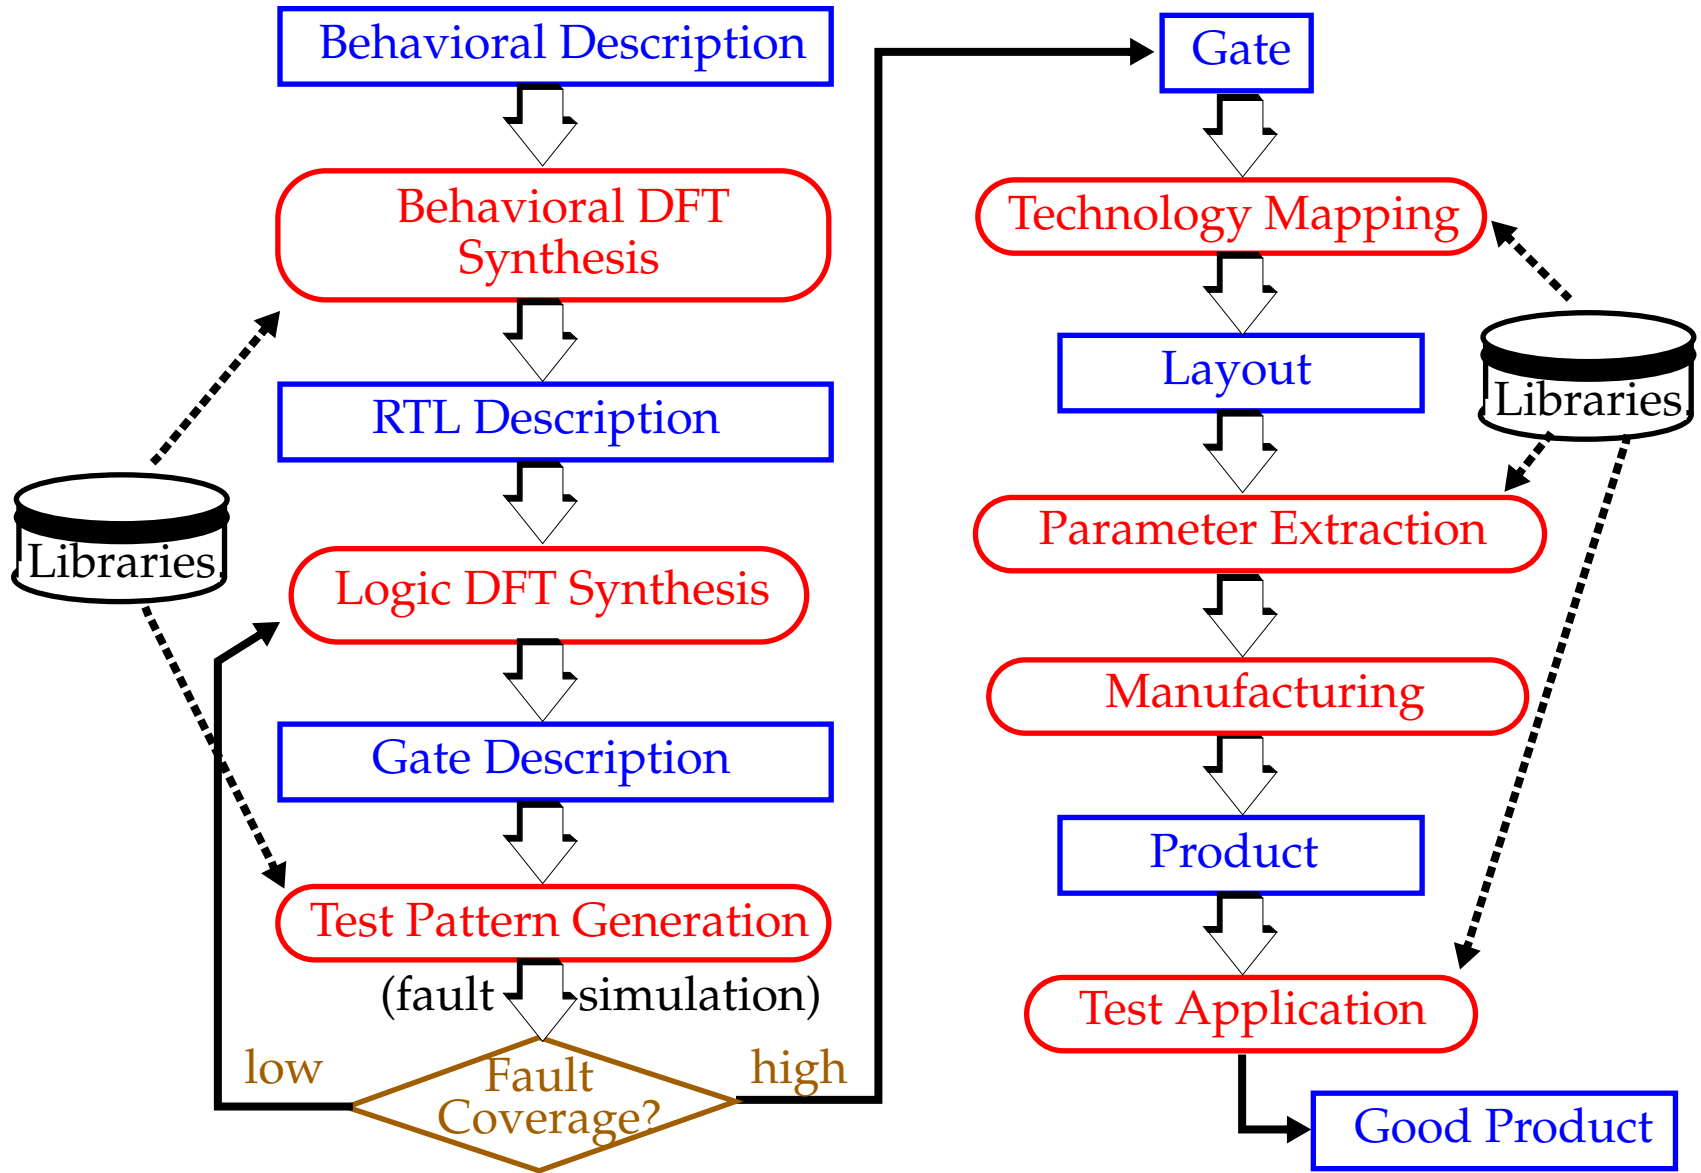 Behavioral Description
Behavioral DFT
Synthesis
RTL Description
Libraries
Logic DFT Synthesis
Gate Description
Test Pattern Generation
(fault simulation)
low
Fault
Coverage?
high
Gate
Technology Mapping
Layout
Libraries
Parameter Extraction
Manufacturing
Product
Test Application
Good Product